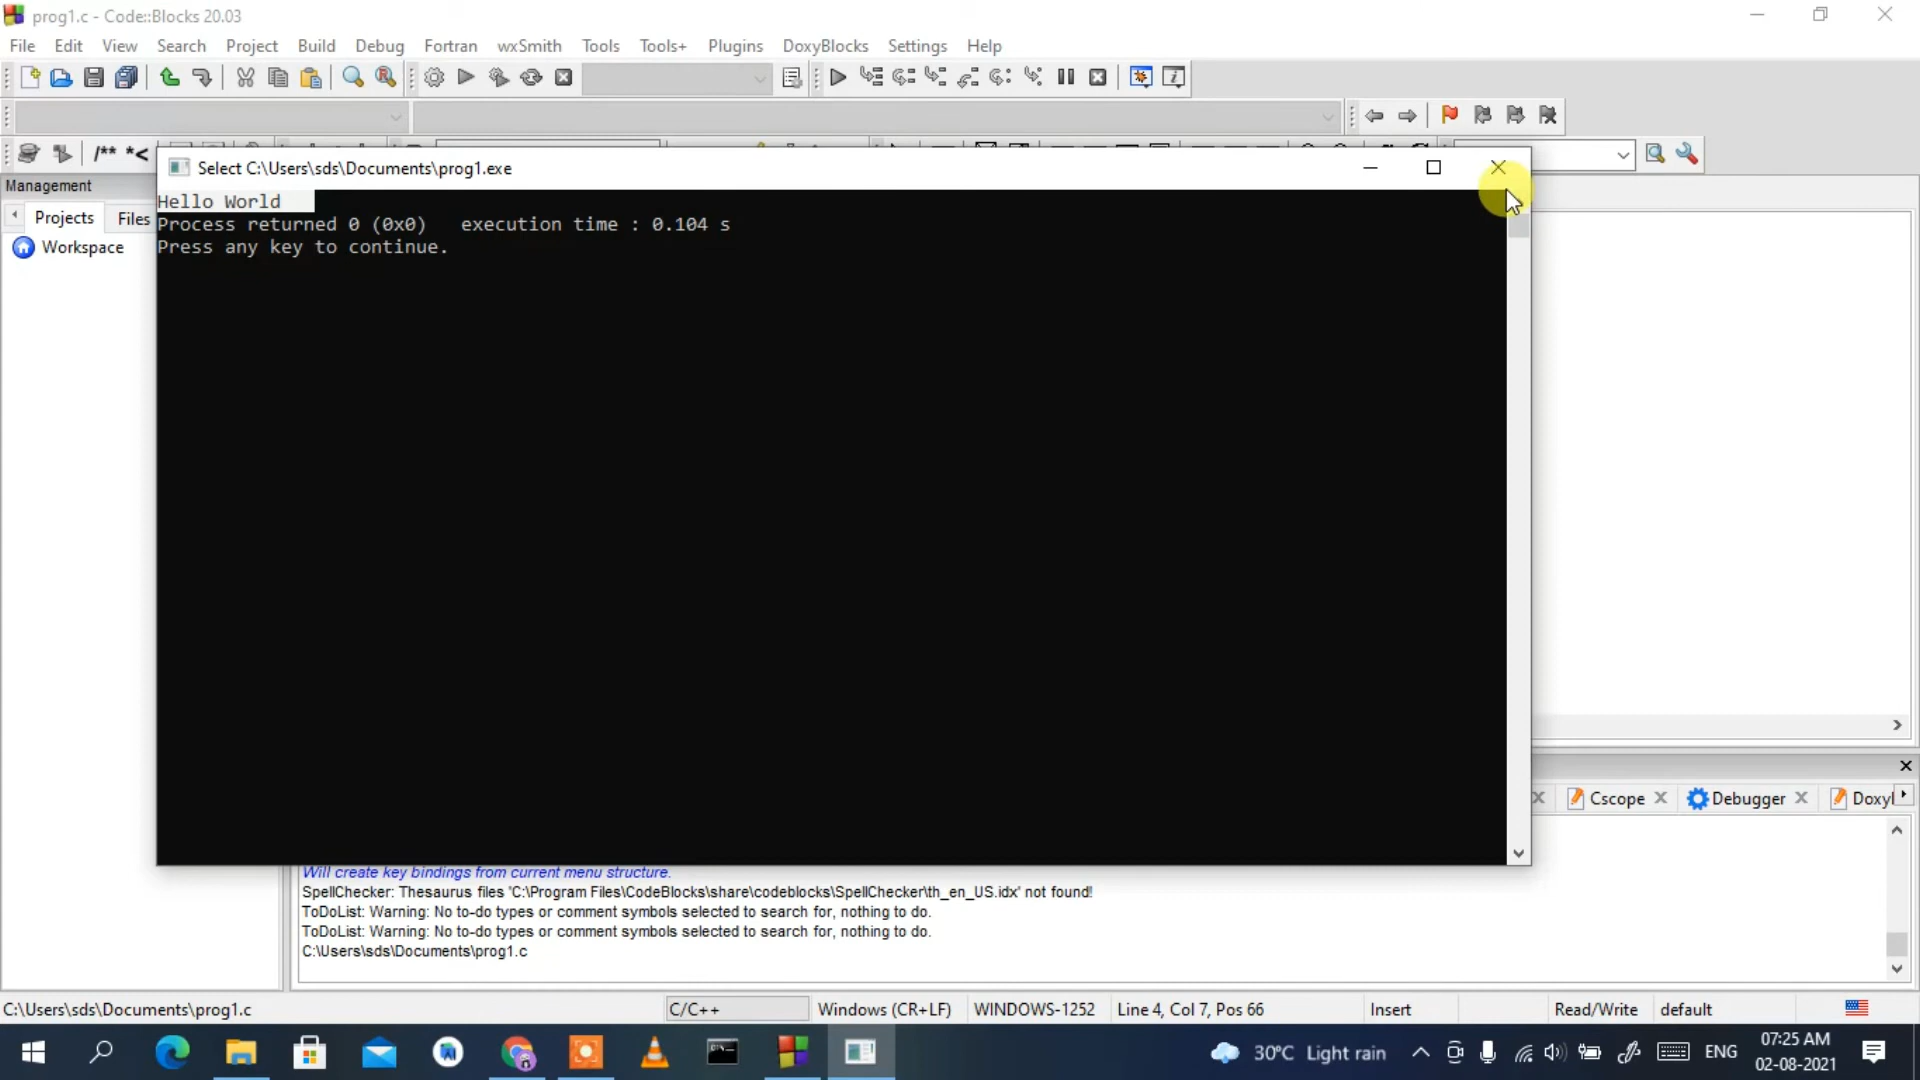 prog1.c - Code::Blocks 20.03
File Edit View Search Project Build Debug Fortran wxSmith Tools Tools+ Plugins DoxyBlocks Settings Help
/** *<
Management
Projects Files
Workspace
Select C:\Users\sds\Documents\prog1.exe
Hello World
Process returned 0 (0x0) execution time : 0.104 s
Press any key to continue.
Cscope Debugger
Will create key bindings from current menu structure.
SpellChecker: Thesaurus files 'C:\Program Files\CodeBlocks\share\codeblocks\SpellChecker\th_en_US.idx' not found!
ToDoList: Warning: No to-do types or comment symbols selected to search for, nothing to do.
ToDoList: Warning: No to-do types or comment symbols selected to search for, nothing to do.
C:\Users\sds\Documents\prog1.c
C:\Users\sds\Documents\prog1.c C/C++ Windows (CR+LF) WINDOWS-1252 Line 4, Col 7, Pos 66 Insert Read/Write default
30°C Light rain ENG 07:25 AM
02-08-2021